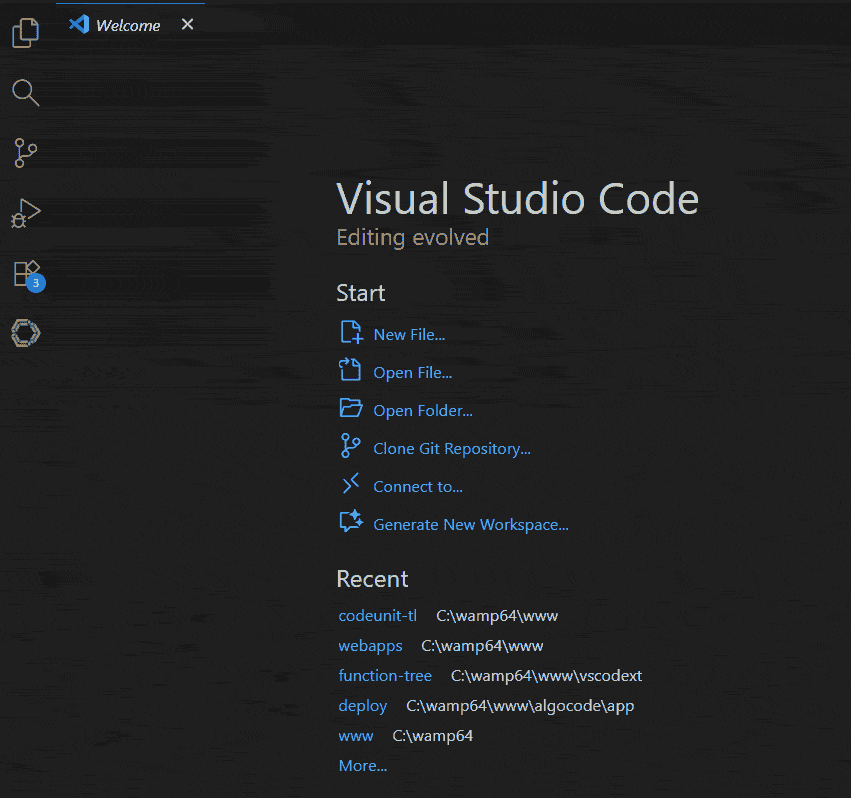 Welcome
3
Visual Studio Code
Editing evolved
Start
New File...
Open File...
Open Folder...
Clone Git Repository...
Connect to...
Generate New Workspace...
Recent
codeunit-tl C:\wamp64\www
webapps C:\wamp64\www
function-tree C:\wamp64\www\vscodext
deploy C:\wamp64\www\algocode\app
www C:\wamp64
More...